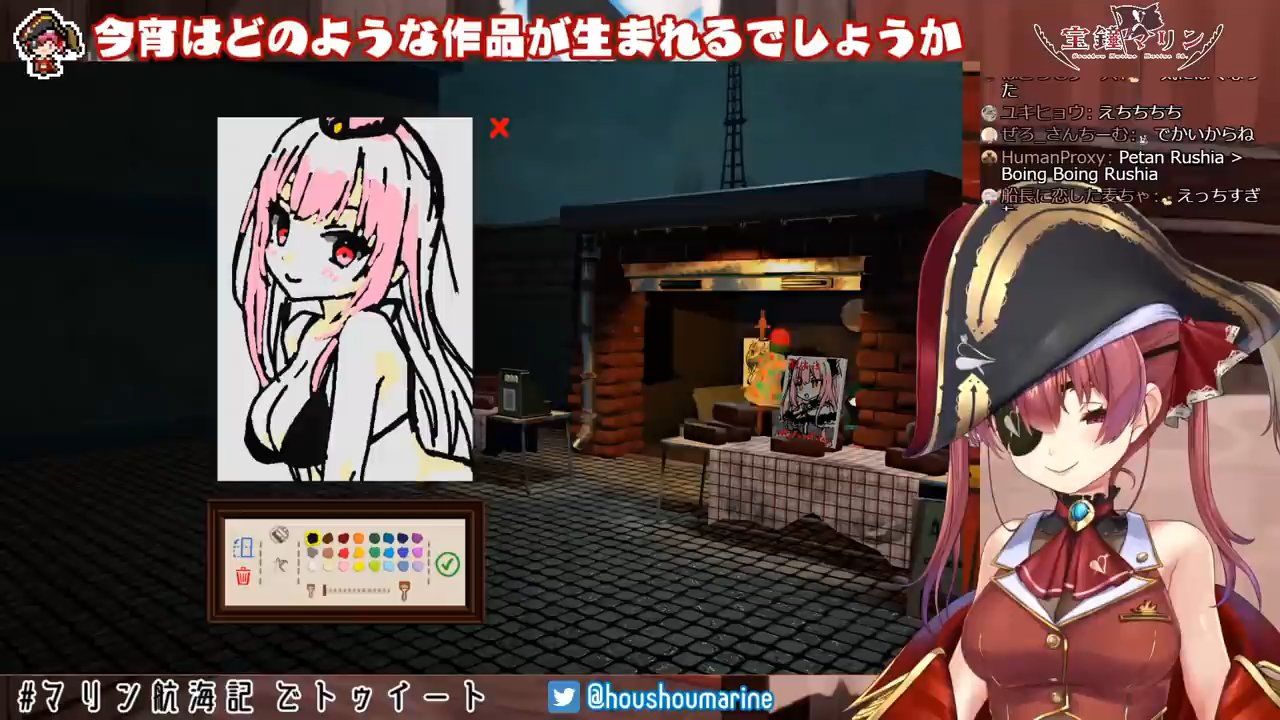 今宵はどのような作品が生まれるでしょうか
宝鐘マリン
た
ユキヒョウ: えちちちち
ぜろ_さんちーむ: でかいからね
HumanProxy: Petan Rushia >
Boing Boing Rushia
船長に恋した麦ちゃ: えっちすぎ
#マリン航海記 でトゥイート
@houshoumarine